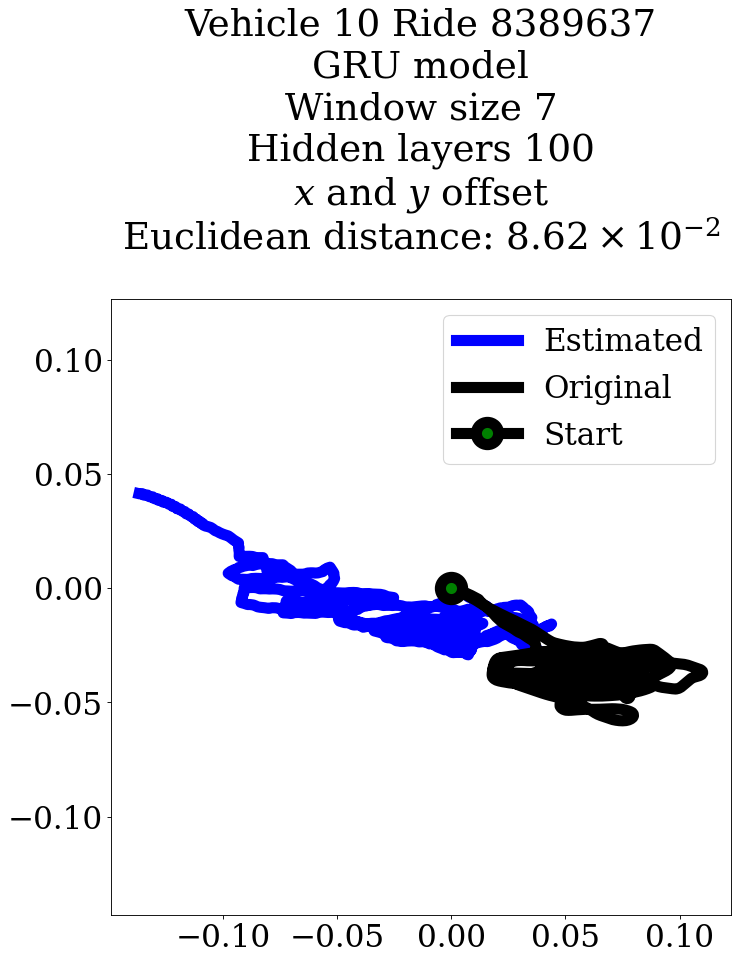 Vehicle 10 Ride 8389637
GRU model
Window size 7
Hidden layers 100
x and y offset
Euclidean distance: 8.62 × 10⁻²
Estimated
Original
Start
0.10
0.05
0.00
−0.05
−0.10
−0.10 −0.05 0.00 0.05 0.10